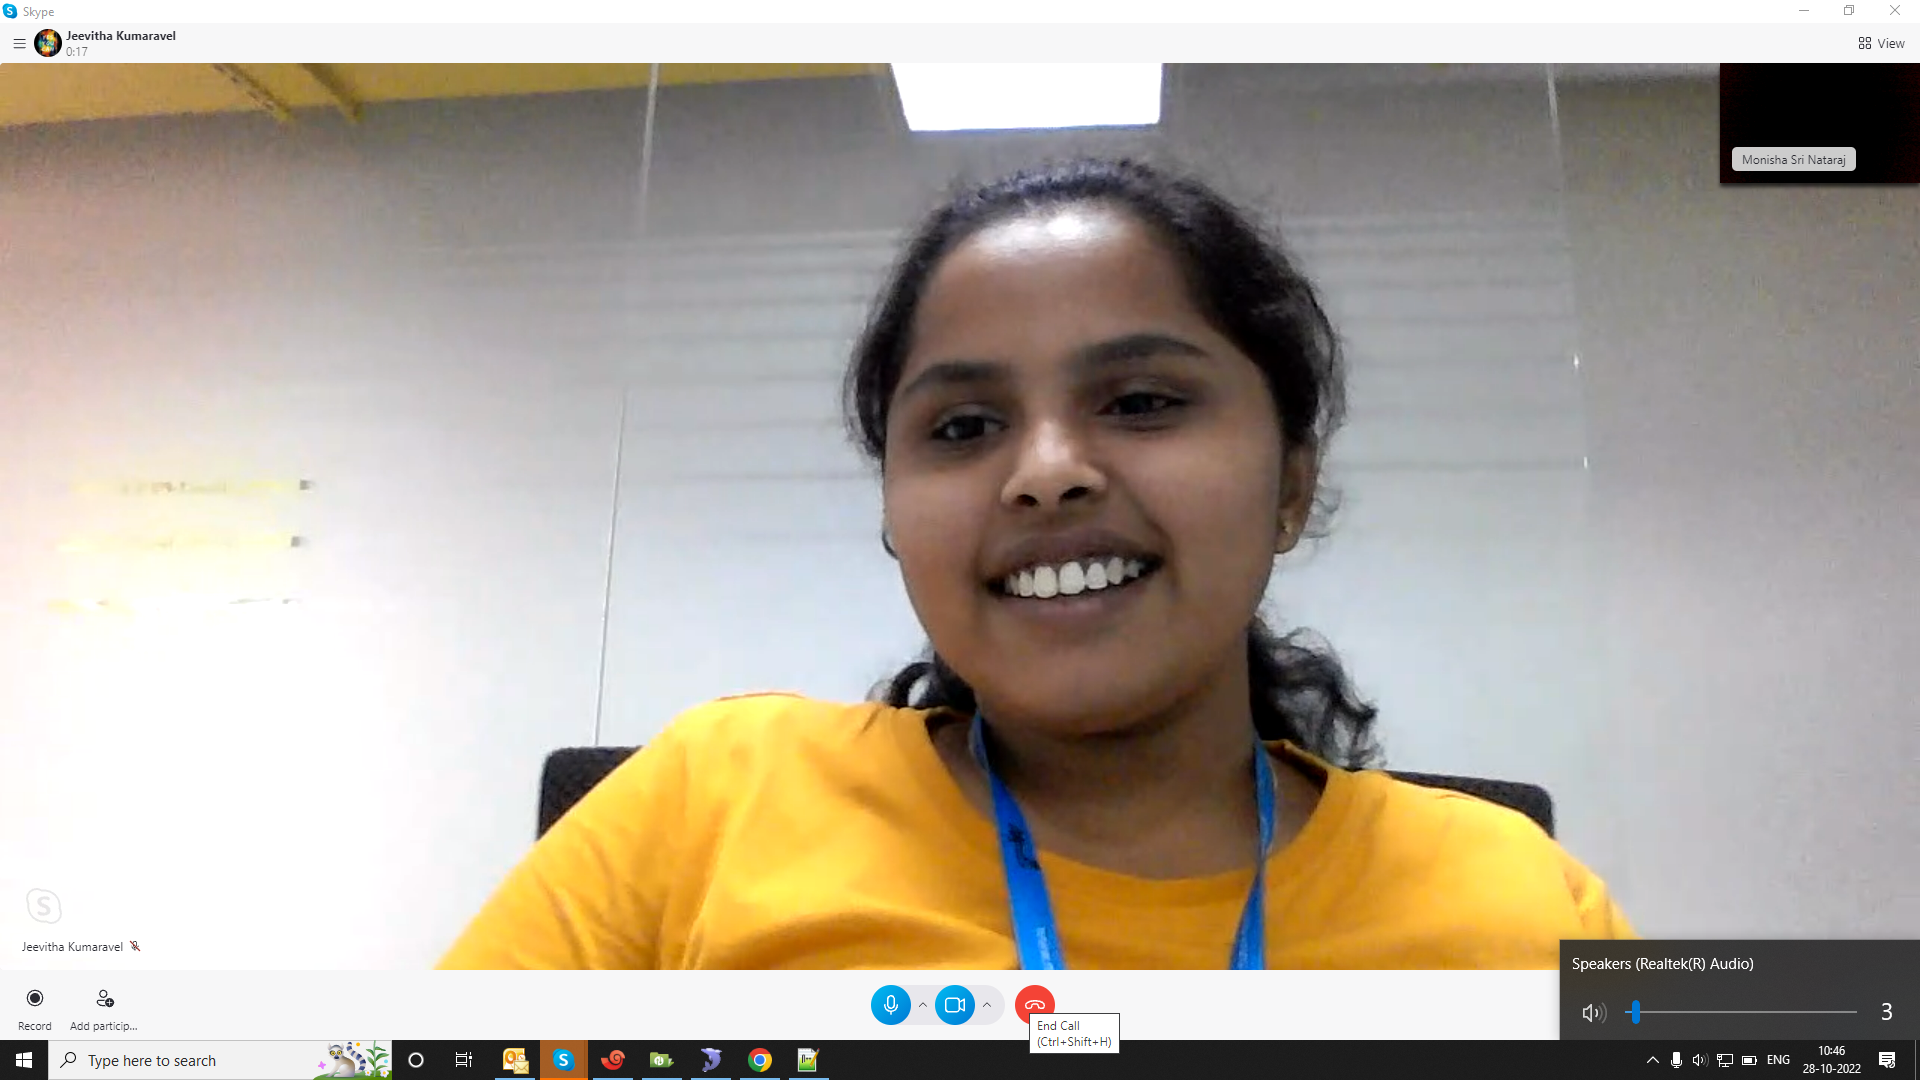 Skype
Jeevitha Kumaravel
0:17
View
Monisha Sri Nataraj
Jeevitha Kumaravel
Record
Add particip...
End Call
(Ctrl+Shift+H)
Speakers (Realtek(R) Audio)
3
Type here to search
ENG
10:46
28-10-2022